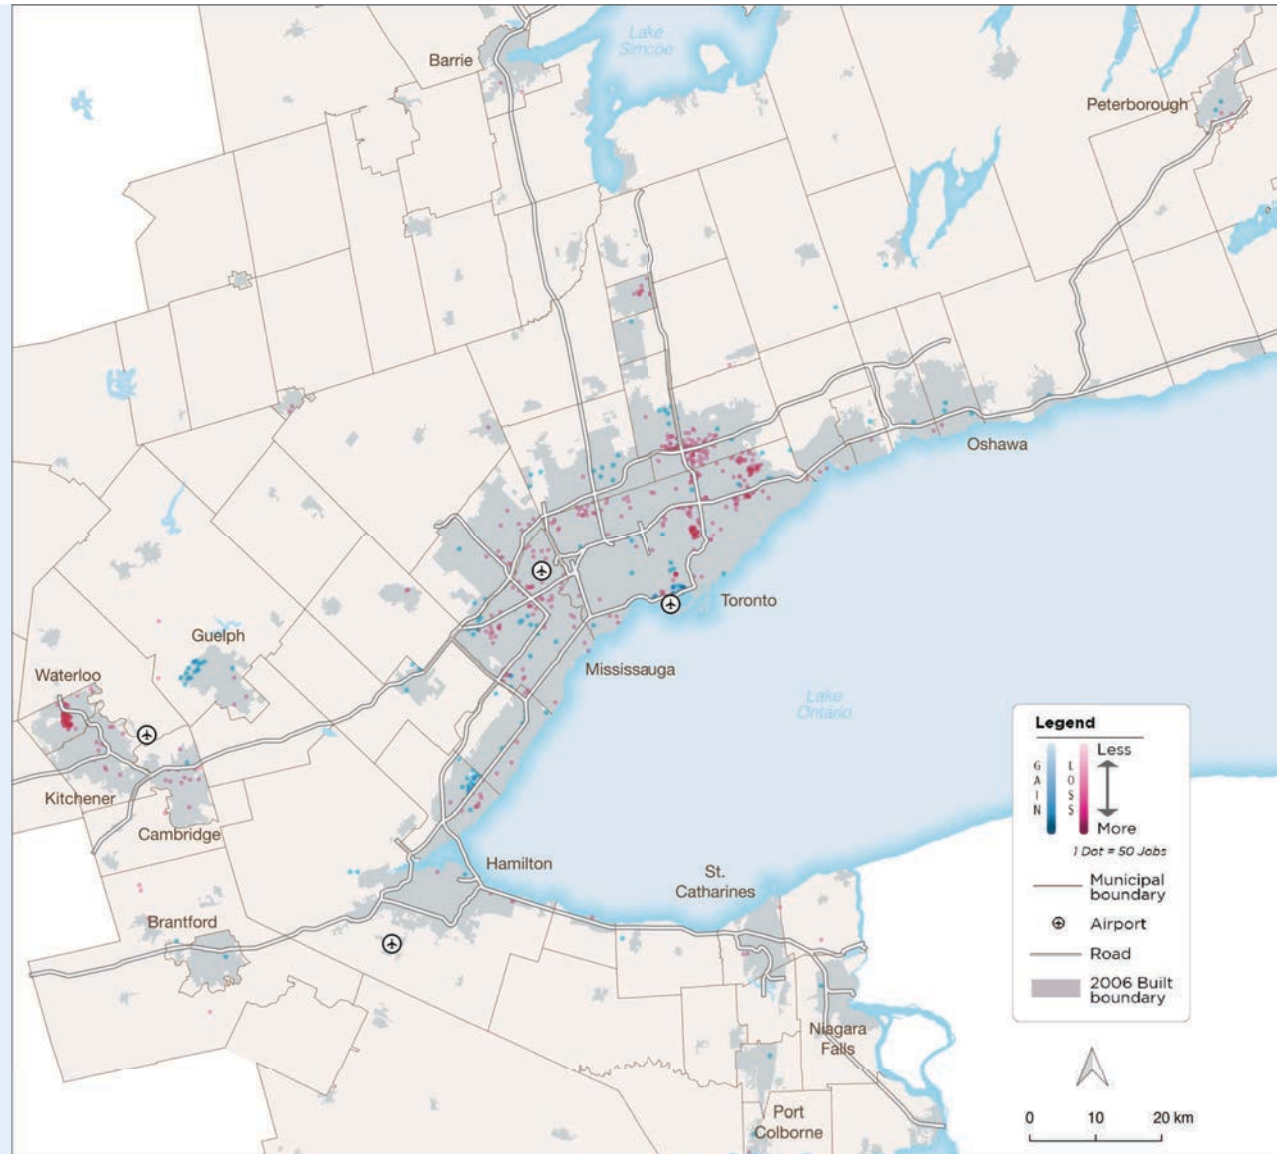 Lake
Simcoe
Barrie
Peterborough
Oshawa
Toronto
Guelph
Waterloo
Mississauga
Lake
Ontario
Kitchener
Cambridge
Hamilton
St.
Catharines
Brantford
Niagara
Falls
Port
Colborne
Legend
GAIN
LOSS
Less
More
1 Dot = 50 Jobs
Municipal
boundary
Airport
Road
2006 Built
boundary
0 10 20 km